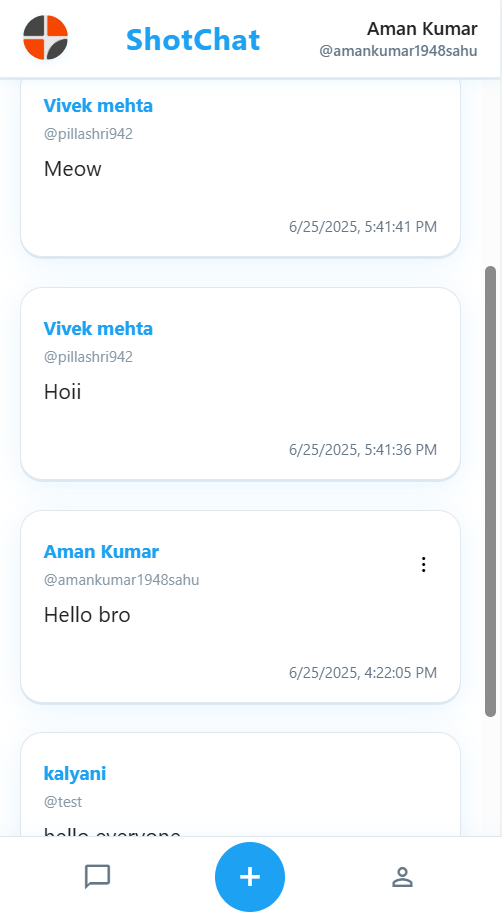 ShotChat
Aman Kumar
@amankumar1948sahu
Vivek mehta
@pillashri942
Meow
6/25/2025, 5:41:41 PM
Vivek mehta
@pillashri942
Hoii
6/25/2025, 5:41:36 PM
Aman Kumar
@amankumar1948sahu
Hello bro
6/25/2025, 4:22:05 PM
kalyani
@test
hello everyone